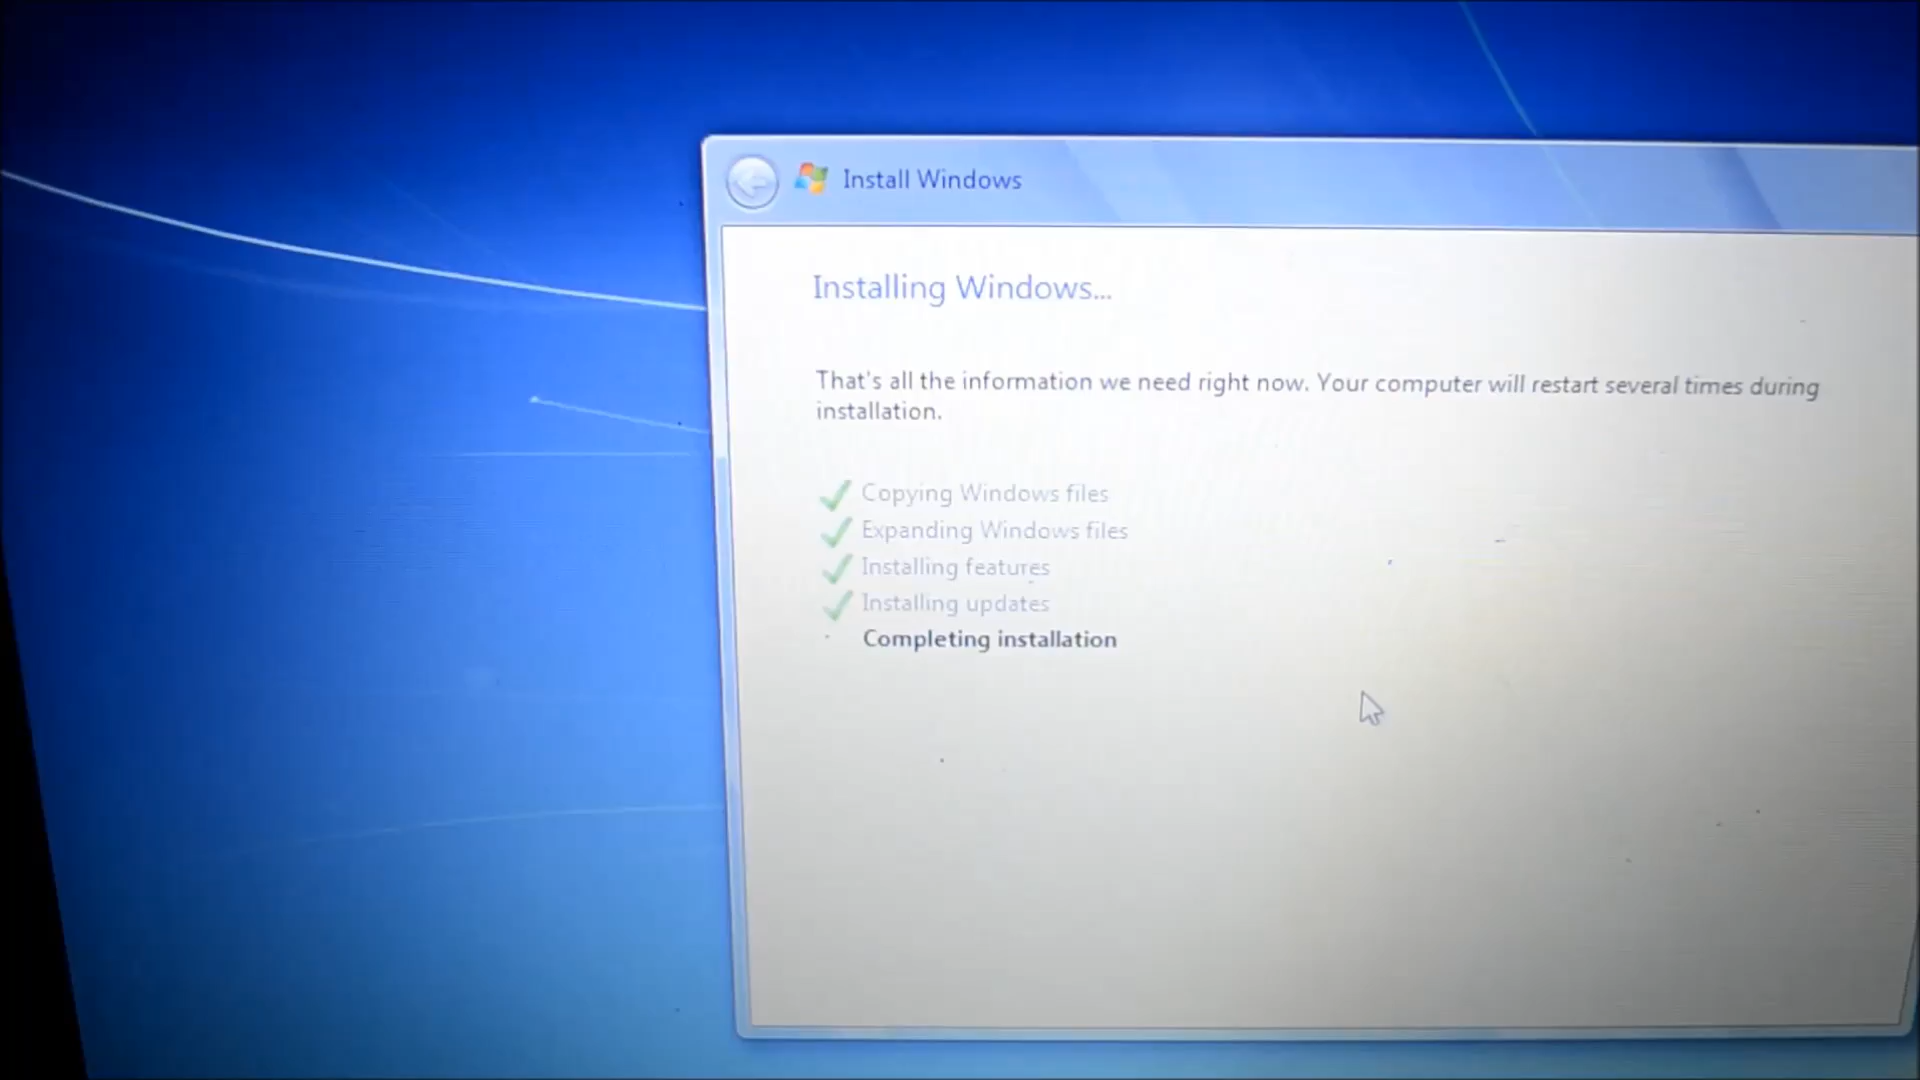 Install Windows
Installing Windows...
That's all the information we need right now. Your computer will restart several times during
installation.
Copying Windows files
Expanding Windows files
Installing features
Installing updates
Completing installation